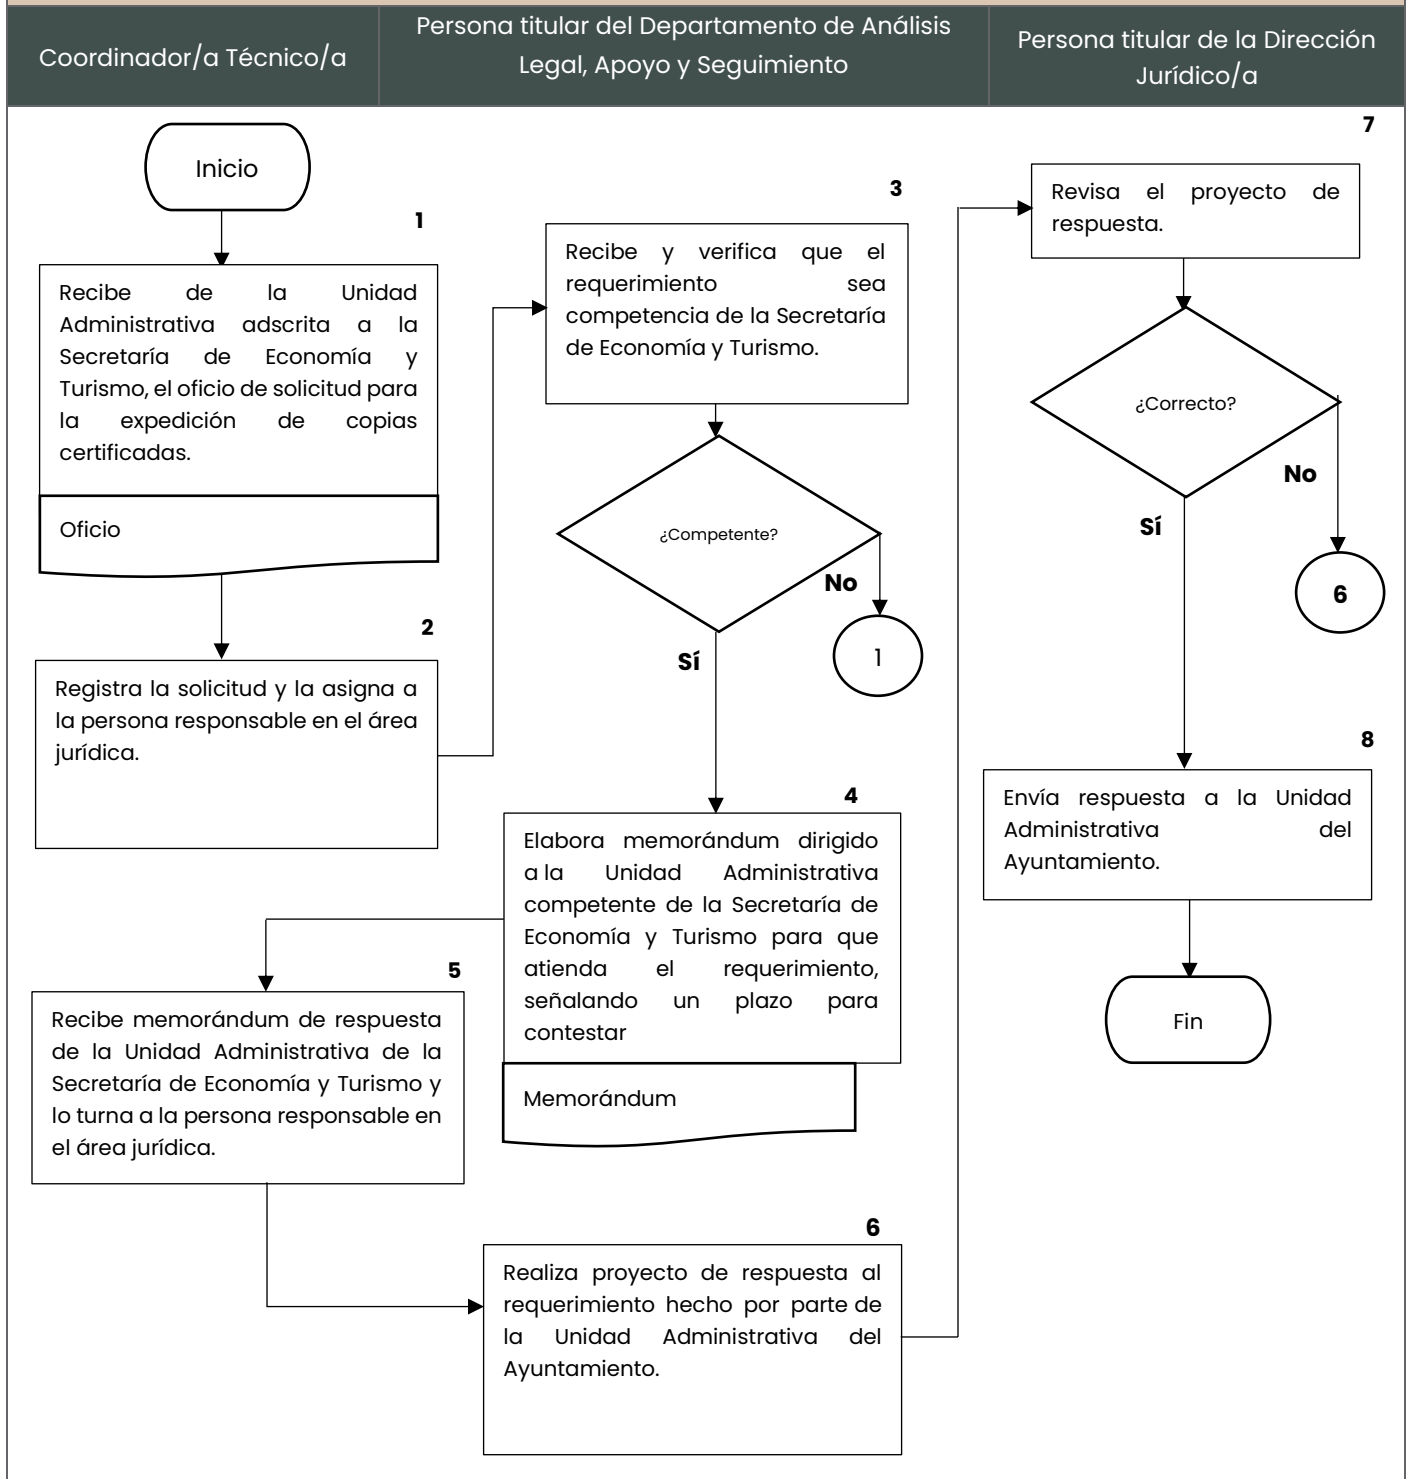 Coordinador/a Técnico/a
Persona titular del Departamento de Análisis
Legal, Apoyo y Seguimiento
Persona titular de la Dirección
Jurídico/a
Inicio
1
Recibe de la Unidad
Administrativa adscrita a la
Secretaría de Economía y
Turismo, el oficio de solicitud para
la expedición de copias
certificadas.
Oficio
2
Registra la solicitud y la asigna a
la persona responsable en el área
jurídica.
3
Recibe y verifica que el
requerimiento sea
competencia de la Secretaría
de Economía y Turismo.
¿Competente?
No
1
Sí
4
Elabora memorándum dirigido
a la Unidad Administrativa
competente de la Secretaría de
Economía y Turismo para que
atienda el requerimiento,
señalando un plazo para
contestar
Memorándum
5
Recibe memorándum de respuesta
de la Unidad Administrativa de la
Secretaría de Economía y Turismo y
lo turna a la persona responsable en
el área jurídica.
6
Realiza proyecto de respuesta al
requerimiento hecho por parte de
la Unidad Administrativa del
Ayuntamiento.
7
Revisa el proyecto de
respuesta.
¿Correcto?
No
6
Sí
8
Envía respuesta a la Unidad
Administrativa del
Ayuntamiento.
Fin